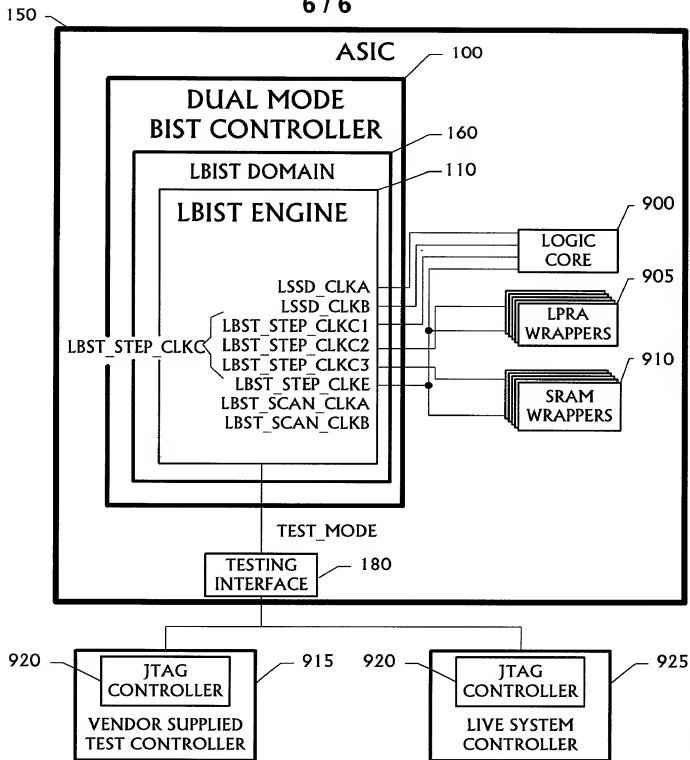 6 / 6
150
ASIC
100
DUAL MODE
BIST CONTROLLER
160
LBIST DOMAIN
110
LBIST ENGINE
900
LOGIC
CORE
905
LPRA
WRAPPERS
910
SRAM
WRAPPERS
LSSD_CLKA
LSSD_CLKB
LBST_STEP_CLKC1
LBST_STEP_CLKC
LBST_STEP_CLKC2
LBST_STEP_CLKC3
LBST_STEP_CLKE
LBST_SCAN_CLKA
LBST_SCAN_CLKB
TEST_MODE
TESTING
INTERFACE
180
920
JTAG
CONTROLLER
915
VENDOR SUPPLIED
TEST CONTROLLER
920
JTAG
CONTROLLER
925
LIVE SYSTEM
CONTROLLER